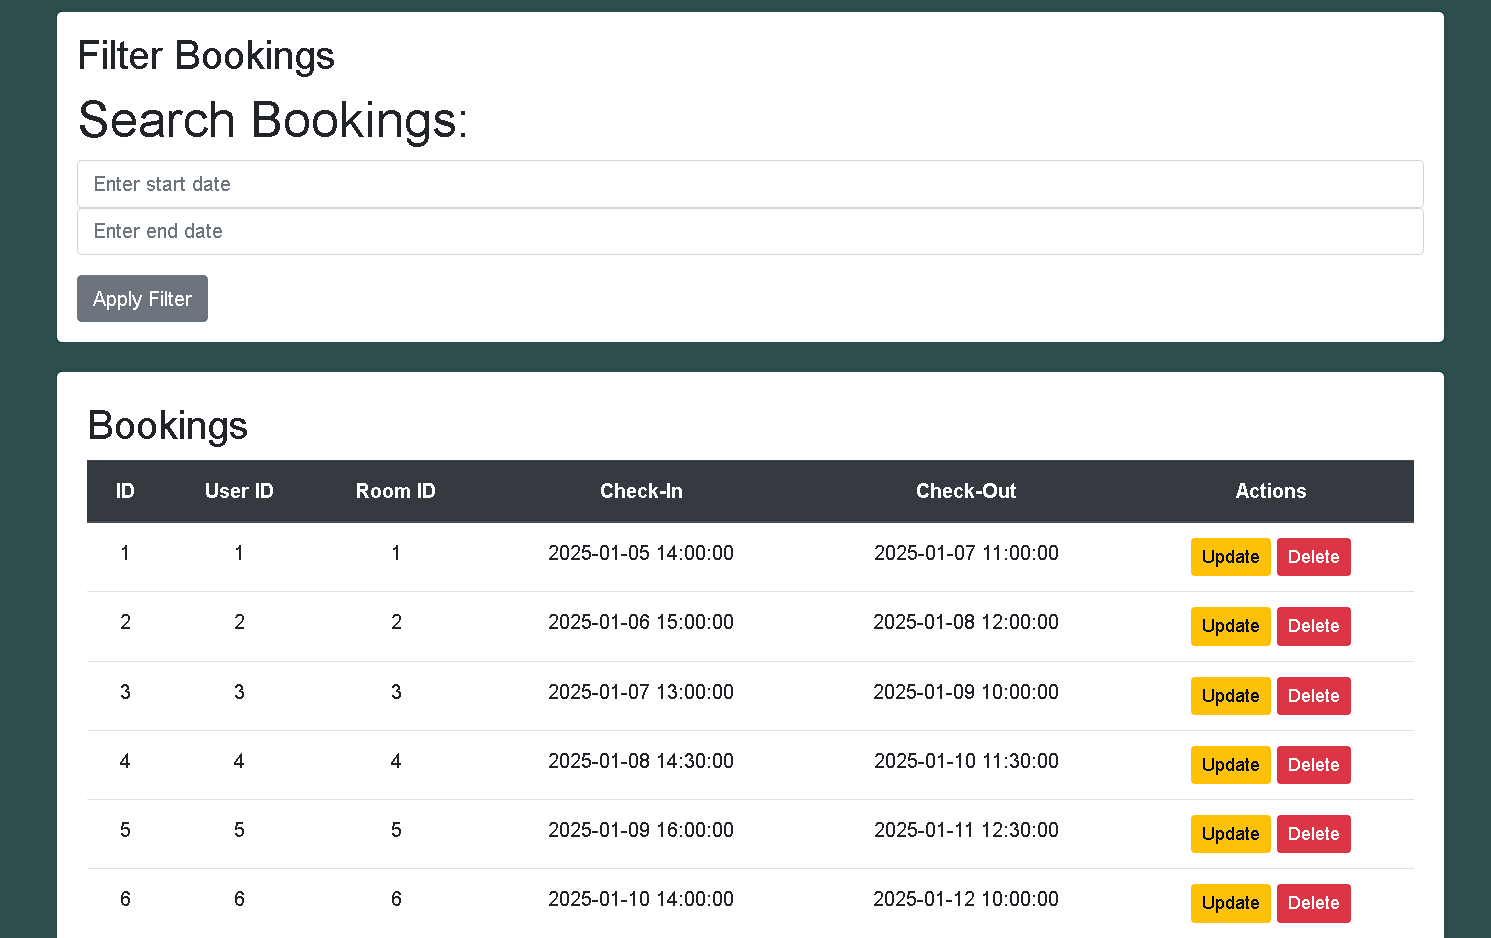 Filter Bookings
Search Bookings:
Enter start date
Enter end date
Apply Filter
Bookings
ID User ID Room ID Check-In Check-Out Actions
1 1 1 2025-01-05 14:00:00 2025-01-07 11:00:00 Update Delete
2 2 2 2025-01-06 15:00:00 2025-01-08 12:00:00 Update Delete
3 3 3 2025-01-07 13:00:00 2025-01-09 10:00:00 Update Delete
4 4 4 2025-01-08 14:30:00 2025-01-10 11:30:00 Update Delete
5 5 5 2025-01-09 16:00:00 2025-01-11 12:30:00 Update Delete
6 6 6 2025-01-10 14:00:00 2025-01-12 10:00:00 Update Delete